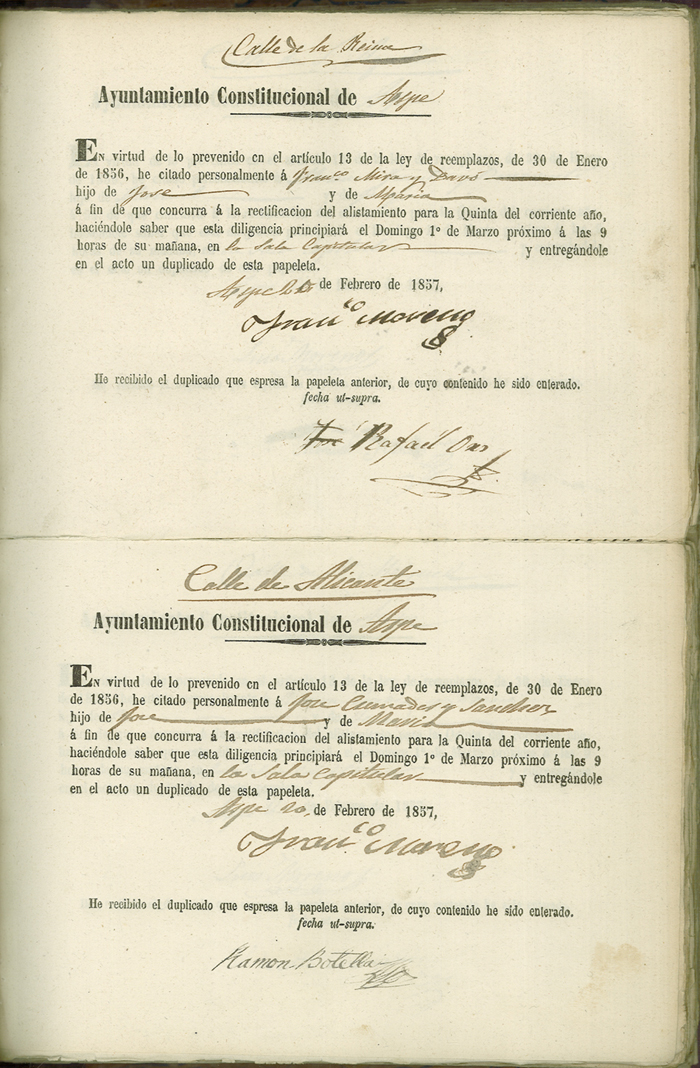 Calle de la Reina
Ayuntamiento Constitucional de Aspe
En virtud de lo prevenido en el artículo 13 de la ley de reemplazos, de 30 de Enero
de 1856, he citado personalmente á Franco Mira y Pavo
hijo de Jose y de Maria
á fin de que concurra á la rectificacion del alistamiento para la Quinta del corriente año,
haciéndole saber que esta diligencia principiará el Domingo 1º de Marzo próximo á las 9
horas de su mañana, en la Sala Capitular y entregándole
en el acto un duplicado de esta papeleta.
Aspe 20 de Febrero de 1857,
Franco Moreno
He recibido el duplicado que espresa la papeleta anterior, de cuyo contenido he sido enterado.
fecha ut-supra.
Rafael
Calle de Alicante
Ayuntamiento Constitucional de Aspe
En virtud de lo prevenido en el artículo 13 de la ley de reemplazos, de 30 de Enero
de 1856, he citado personalmente á Jose Cumades y Sanchez
hijo de Jose y de Maria
á fin de que concurra á la rectificacion del alistamiento para la Quinta del corriente año,
haciéndole saber que esta diligencia principiará el Domingo 1º de Marzo próximo á las 9
horas de su mañana, en la Sala Capitular y entregándole
en el acto un duplicado de esta papeleta.
Aspe 20, de Febrero de 1857,
Franco Moreno
He recibido el duplicado que espresa la papeleta anterior, de cuyo contenido he sido enterado.
fecha ut-supra.
Ramon Botella